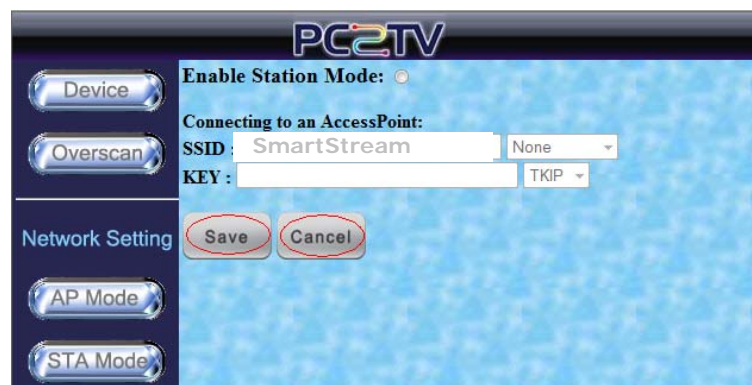 PC2TV
Device
Overscan
Network Setting
AP Mode
STA Mode
Enable Station Mode:
Connecting to an AccessPoint:
SSID : SmartStream None
KEY : TKIP
Save Cancel